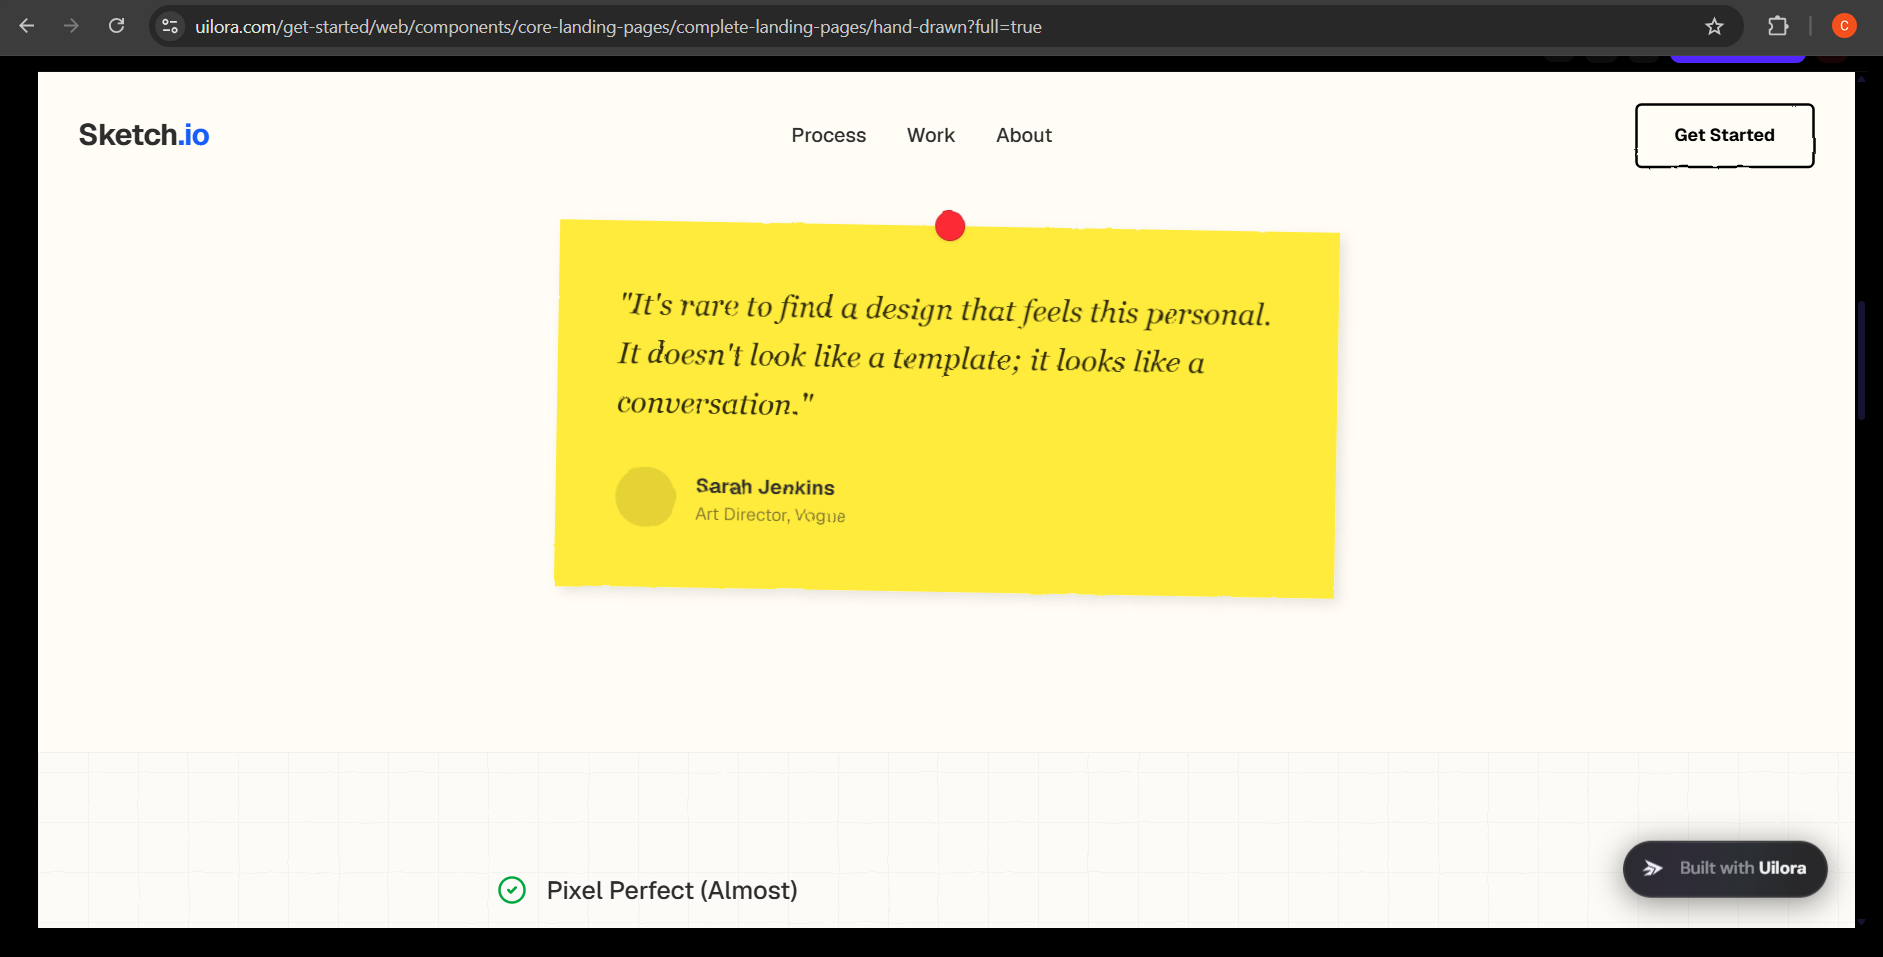 uilora.com/get-started/web/components/core-landing-pages/complete-landing-pages/hand-drawn?full=true
C
Sketch.io
Process
Work
About
Get Started
"It's rare to find a design that feels this personal.
It doesn't look like a template; it looks like a
conversation."
Sarah Jenkins
Art Director, Vogue
Pixel Perfect (Almost)
Built with Uilora